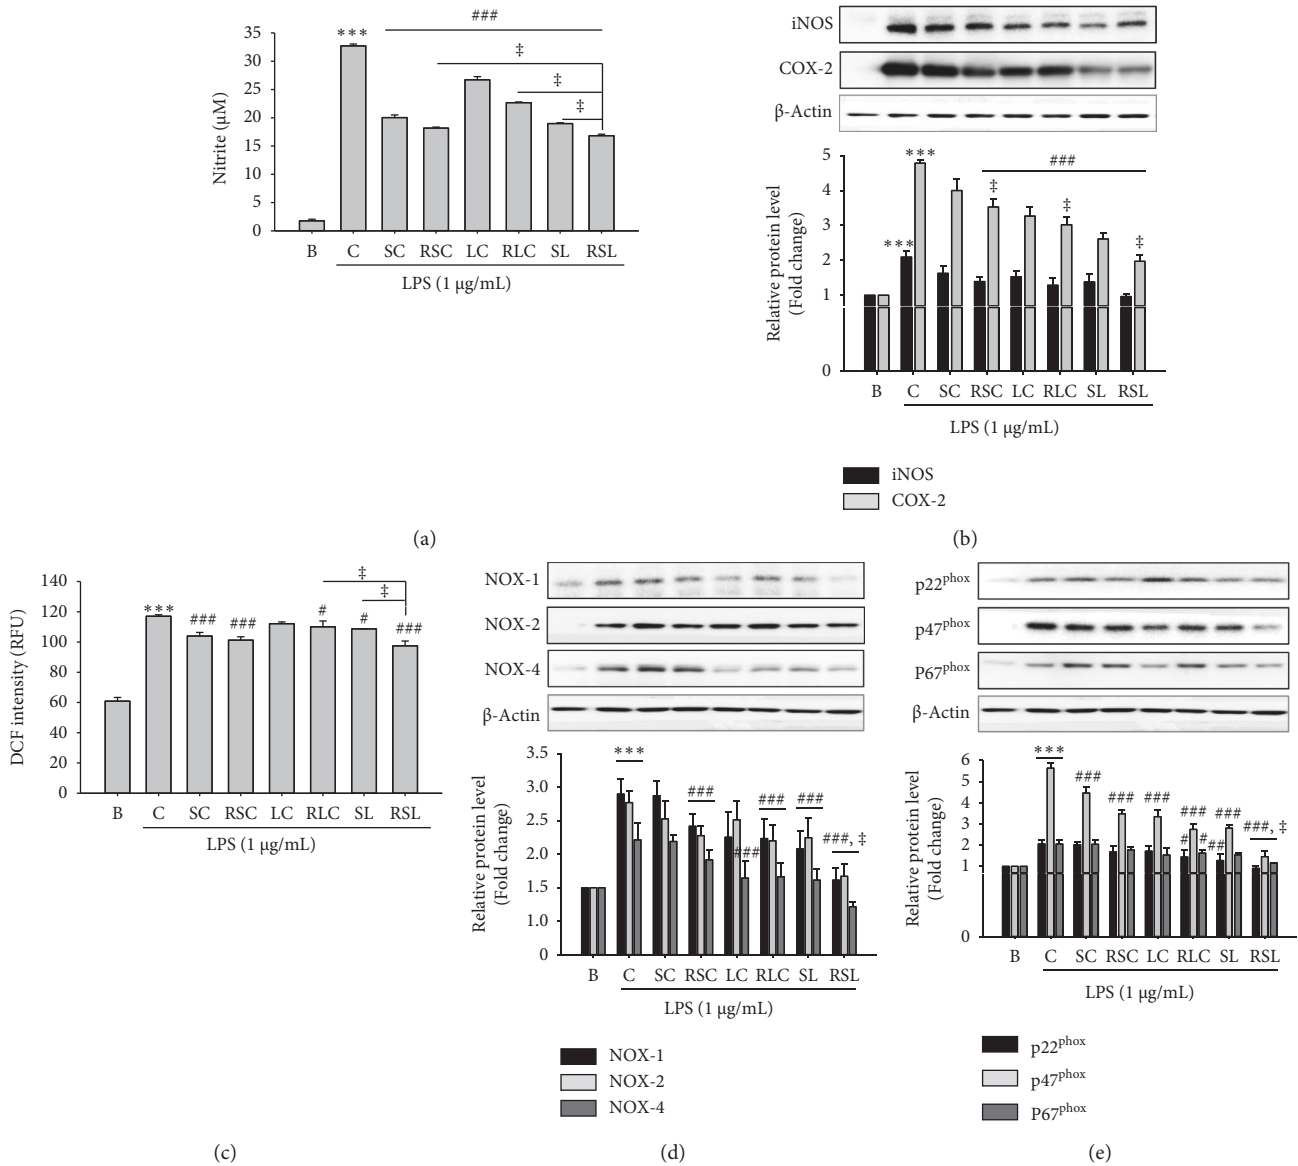 ###
***
‡
‡
‡
Nitrite (μM)
35
30
25
20
15
10
5
0
B C SC RSC LC RLC SL RSL
LPS (1 μg/mL)
(a)
iNOS
COX-2
β-Actin
***
###
***
‡
‡
‡
Relative protein level
(Fold change)
5
4
3
2
1
0
B C SC RSC LC RLC SL RSL
LPS (1 μg/mL)
iNOS
COX-2
(b)
‡
‡
*** ### ### # # ###
DCF intensity (RFU)
140
120
100
80
60
40
20
0
B C SC RSC LC RLC SL RSL
LPS (1 μg/mL)
(c)
NOX-1
NOX-2
NOX-4
β-Actin
***
### ### ###
### ###, ‡
Relative protein level
(Fold change)
3.5
3.0
2.5
2.0
1.5
1.0
0
B C SC RSC LC RLC SL RSL
LPS (1 μg/mL)
NOX-1
NOX-2
NOX-4
(d)
p22phox
p47phox
P67phox
β-Actin
***
###
### ### ### ### ###, ‡
# # ##
Relative protein level
(Fold change)
6
5
4
3
2
1
0
B C SC RSC LC RLC SL RSL
LPS (1 μg/mL)
p22phox
p47phox
P67phox
(e)